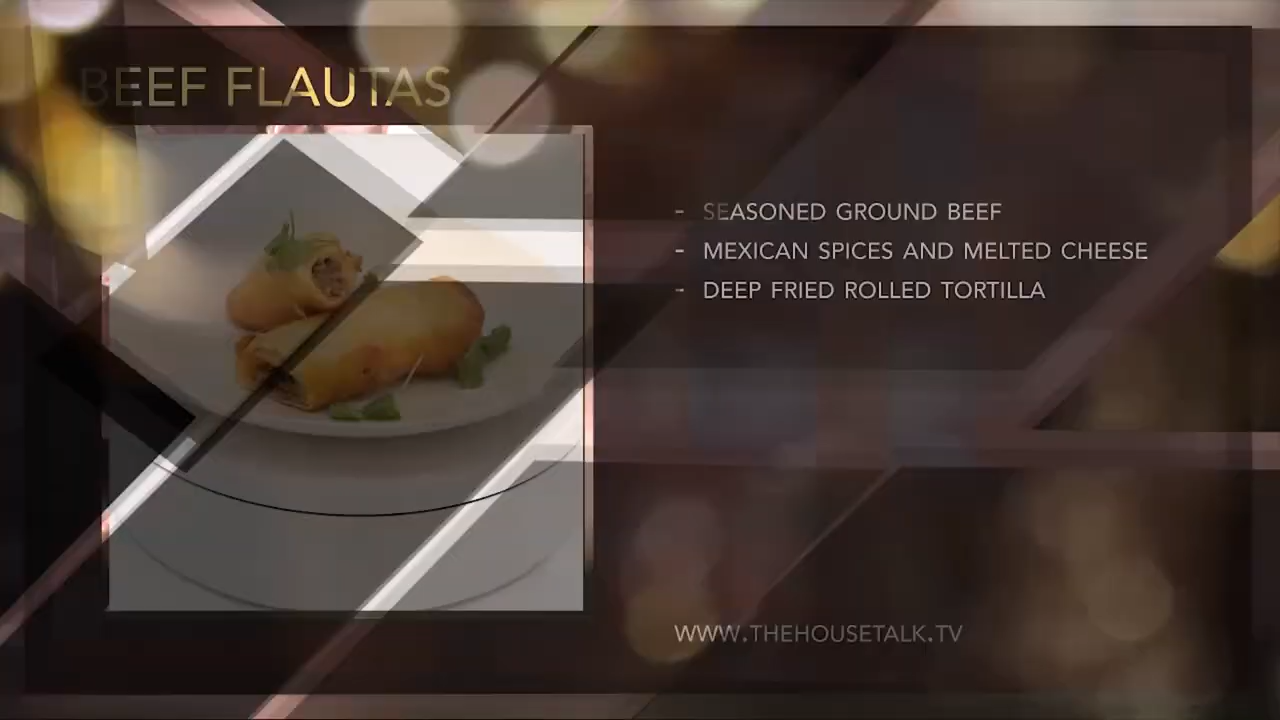 BEEF FLAUTAS
- SEASONED GROUND BEEF
- MEXICAN SPICES AND MELTED CHEESE
- DEEP FRIED ROLLED TORTILLA
WWW.THEHOUSETALK.TV